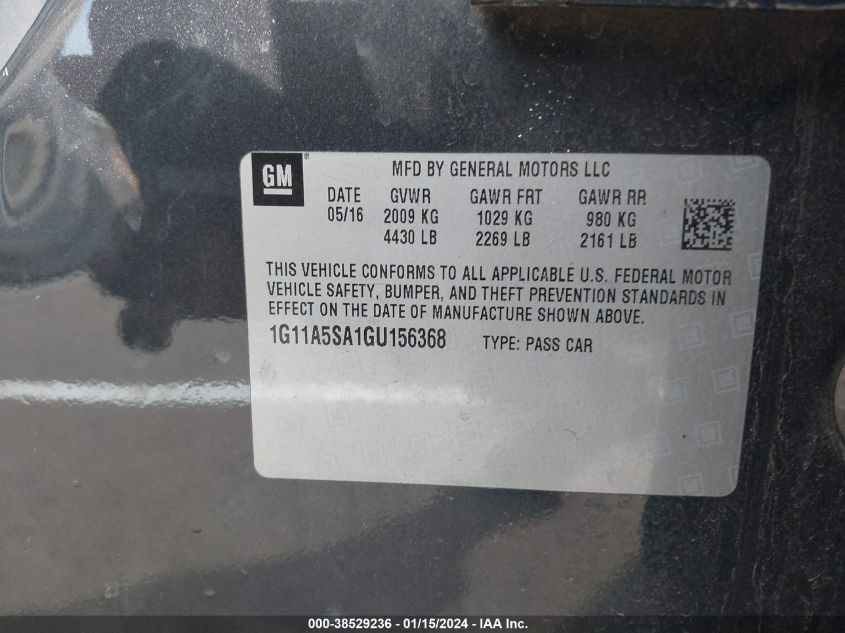 GM ® MFD BY GENERAL MOTORS LLC
DATE GVWR GAWR FRT GAWR RR
05/16 2009 KG 1029 KG 980 KG
4430 LB 2269 LB 2161 LB
THIS VEHICLE CONFORMS TO ALL APPLICABLE U.S. FEDERAL MOTOR
VEHICLE SAFETY, BUMPER, AND THEFT PREVENTION STANDARDS IN
EFFECT ON THE DATE OF MANUFACTURE SHOWN ABOVE.
1G11A5SA1GU156368 TYPE: PASS CAR
000-38529236 - 01/15/2024 - IAA Inc.